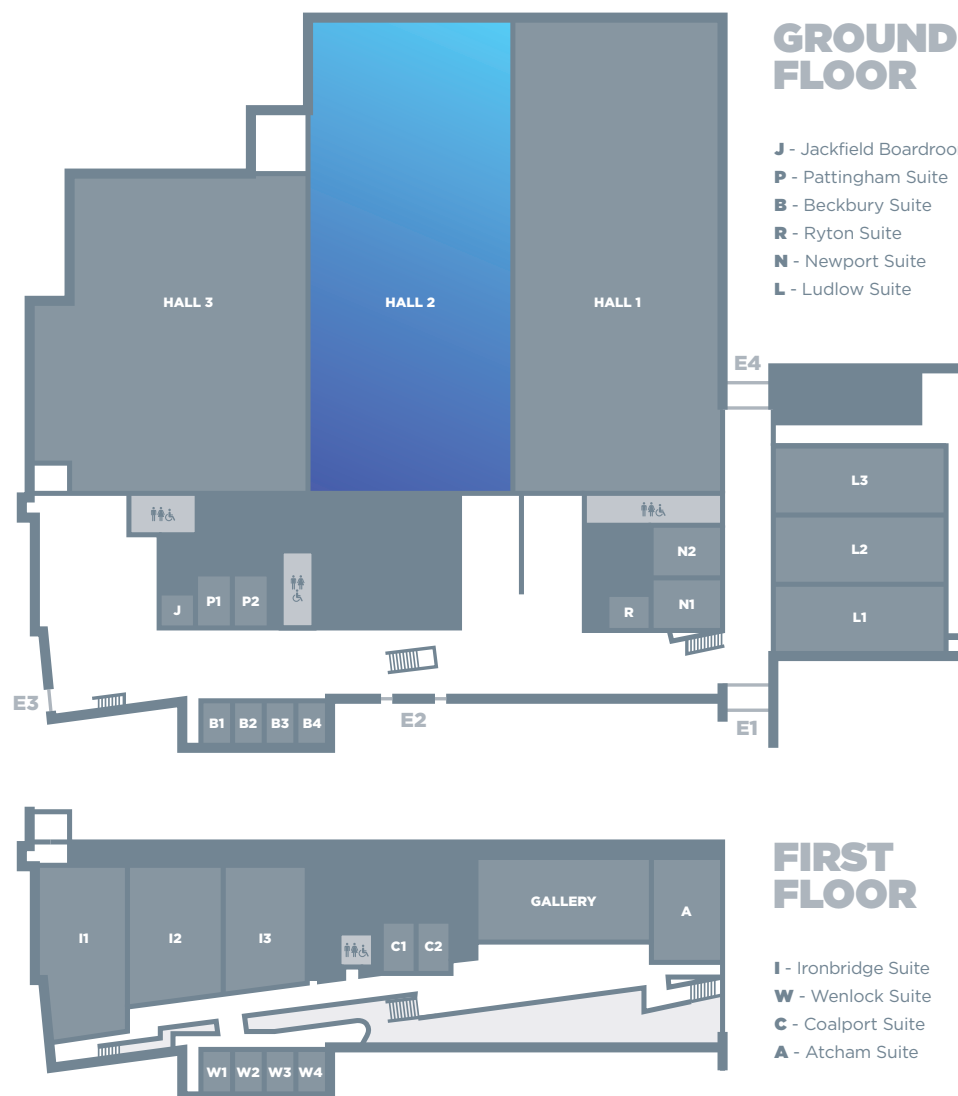 GROUND
FLOOR
J - Jackfield Boardroo
P - Pattingham Suite
B - Beckbury Suite
R - Ryton Suite
N - Newport Suite
L - Ludlow Suite
HALL 3
HALL 2
HALL 1
E4
L3
L2
L1
N2
N1
R
J
P1
P2
E3
B1
B2
B3
B4
E2
E1
FIRST
FLOOR
I - Ironbridge Suite
W - Wenlock Suite
C - Coalport Suite
A - Atcham Suite
I1
I2
I3
C1
C2
GALLERY
A
W1
W2
W3
W4